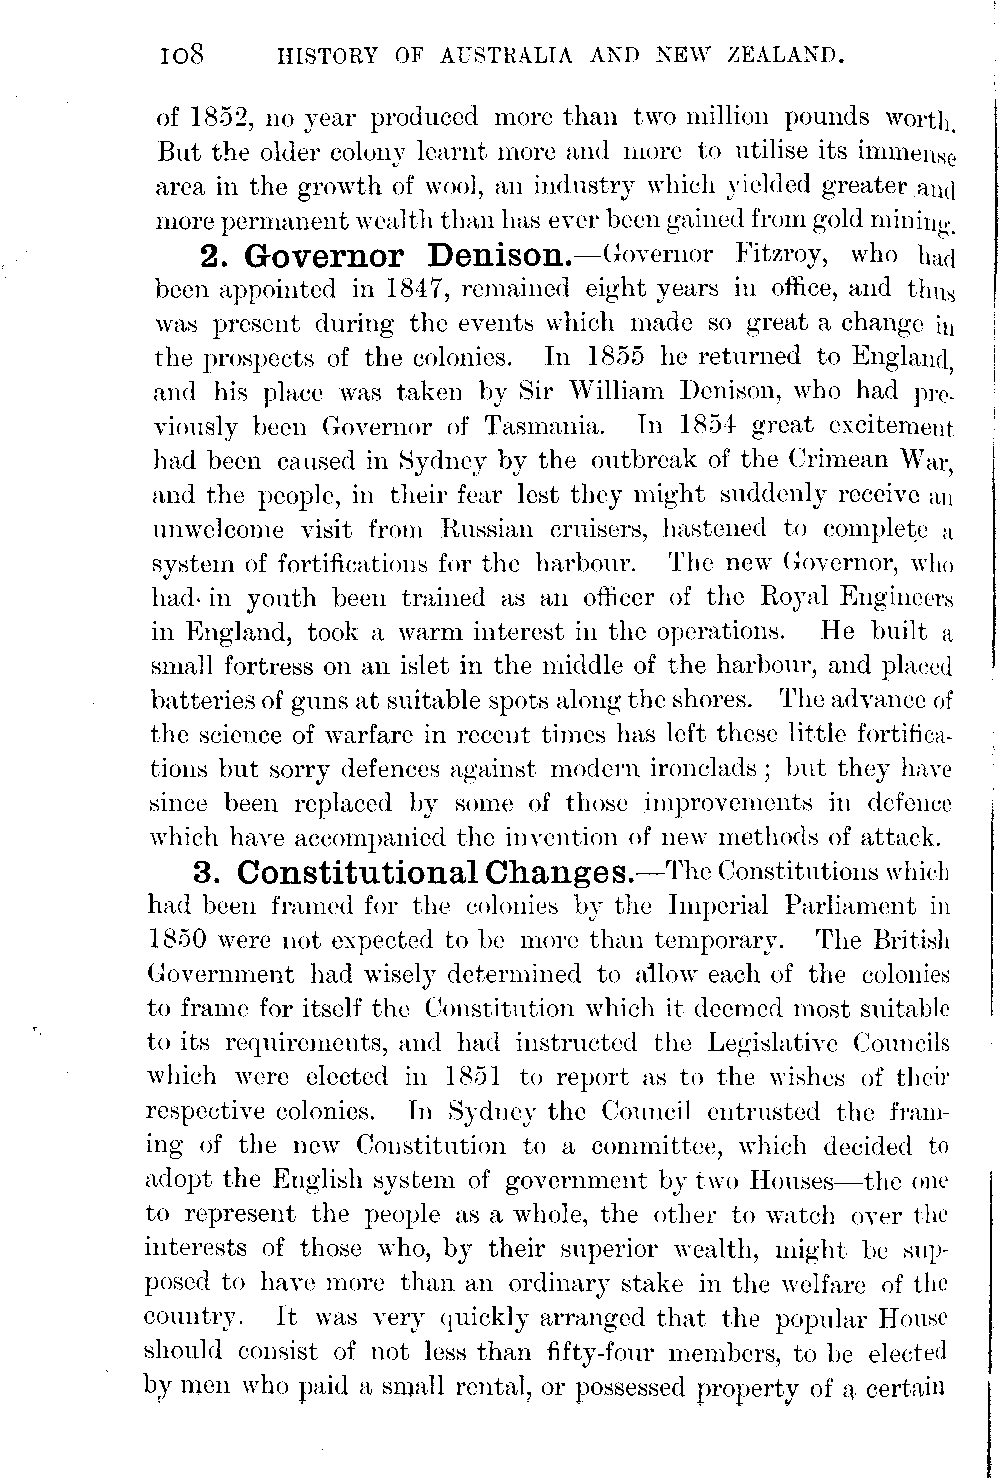 108 HISTORY OF AUSTRALIA AND NEW ZEALAND.
of 1852, no year produced more than two million pounds worth.
But the older colony learnt more and more to utilise its immense
area in the growth of wool, an industry which yielded greater and
more permanent wealth than has ever been gained from gold mining.
2. Governor Denison.—Governor Fitzroy, who had
been appointed in 1847, remained eight years in office, and thus
was present during the events which made so great a change in
the prospects of the colonies. In 1855 he returned to England,
and his place was taken by Sir William Denison, who had pre-
viously been Governor of Tasmania. In 1854 great excitement
had been caused in Sydney by the outbreak of the Crimean War,
and the people, in their fear lest they might suddenly receive an
unwelcome visit from Russian cruisers, hastened to complete a
system of fortifications for the harbour. The new Governor, who
had in youth been trained as an officer of the Royal Engineers
in England, took a warm interest in the operations. He built a
small fortress on an islet in the middle of the harbour, and placed
batteries of guns at suitable spots along the shores. The advance of
the science of warfare in recent times has left these little fortifica-
tions but sorry defences against modern ironclads; but they have
since been replaced by some of those improvements in defence
which have accompanied the invention of new methods of attack.
3. Constitutional Changes.—The Constitutions which
had been framed for the colonies by the Imperial Parliament in
1850 were not expected to be more than temporary. The British
Government had wisely determined to allow each of the colonies
to frame for itself the Constitution which it deemed most suitable
to its requirements, and had instructed the Legislative Councils
which were elected in 1851 to report as to the wishes of their
respective colonies. In Sydney the Council entrusted the fram-
ing of the new Constitution to a committee, which decided to
adopt the English system of government by two Houses—the one
to represent the people as a whole, the other to watch over the
interests of those who, by their superior wealth, might be sup-
posed to have more than an ordinary stake in the welfare of the
country. It was very quickly arranged that the popular House
should consist of not less than fifty-four members, to be elected
by men who paid a small rental, or possessed property of a certain